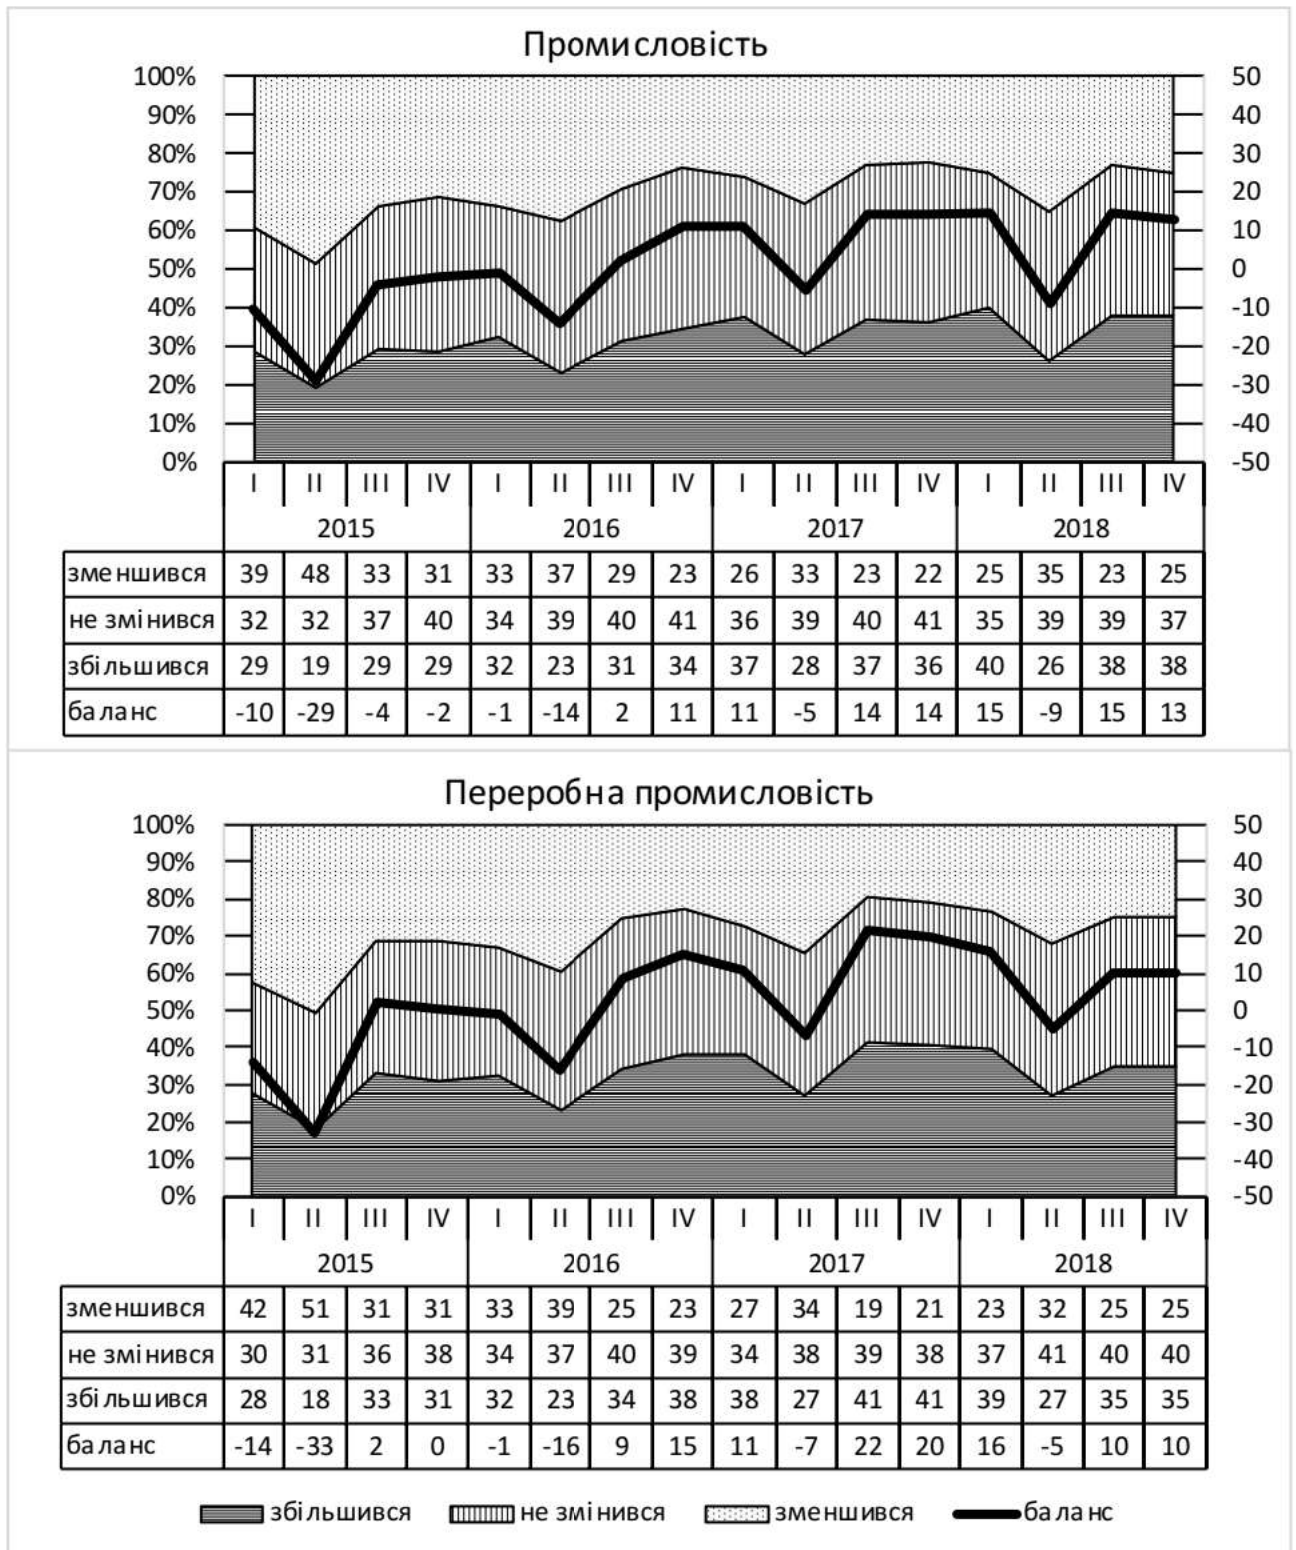 Промисловість
100% 50
90% 40
80% 30
70% 20
60% 10
50% 0
40% -10
30% -20
20% -30
10% -40
0% -50
I II III IV I II III IV I II III IV I II III IV
2015 2016 2017 2018
зменшився 39 48 33 31 33 37 29 23 26 33 23 22 25 35 23 25
не змінився 32 32 37 40 34 39 40 41 36 39 40 41 35 39 39 37
збільшився 29 19 29 29 32 23 31 34 37 28 37 36 40 26 38 38
баланс -10 -29 -4 -2 -1 -14 2 11 11 -5 14 14 15 -9 15 13
Переробна промисловість
100% 50
90% 40
80% 30
70% 20
60% 10
50% 0
40% -10
30% -20
20% -30
10% -40
0% -50
I II III IV I II III IV I II III IV I II III IV
2015 2016 2017 2018
зменшився 42 51 31 31 33 39 25 23 27 34 19 21 23 32 25 25
не змінився 30 31 36 38 34 37 40 39 34 38 39 38 37 41 40 40
збільшився 28 18 33 31 32 23 34 38 38 27 41 41 39 27 35 35
баланс -14 -33 2 0 -1 -16 9 15 11 -7 22 20 16 -5 10 10
збільшився не змінився зменшився баланс